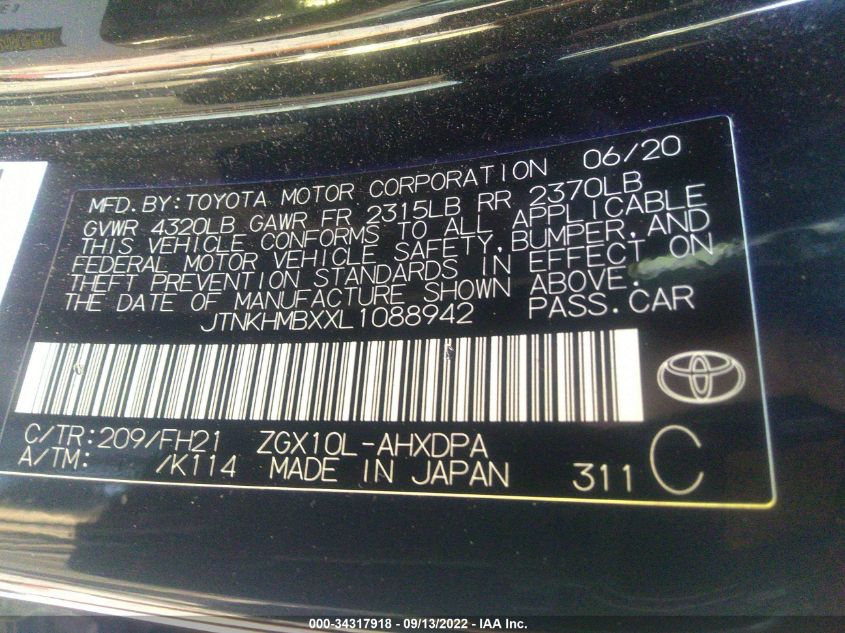 MFD. BY: TOYOTA MOTOR CORPORATION 06/20
GVWR 4320LB GAWR FR 2315LB RR 2370LB
THIS VEHICLE CONFORMS TO ALL APPLICABLE
FEDERAL MOTOR VEHICLE SAFETY, BUMPER, AND
THEFT PREVENTION STANDARDS IN EFFECT ON
THE DATE OF MANUFACTURE SHOWN ABOVE.
JTNKHMBXXL1088942 PASS. CAR
C/TR: 209/FH21 ZGX10L-AHXDPA
A/TM: /K114 MADE IN JAPAN 311 C
000-34317918 - 09/13/2022 - IAA Inc.